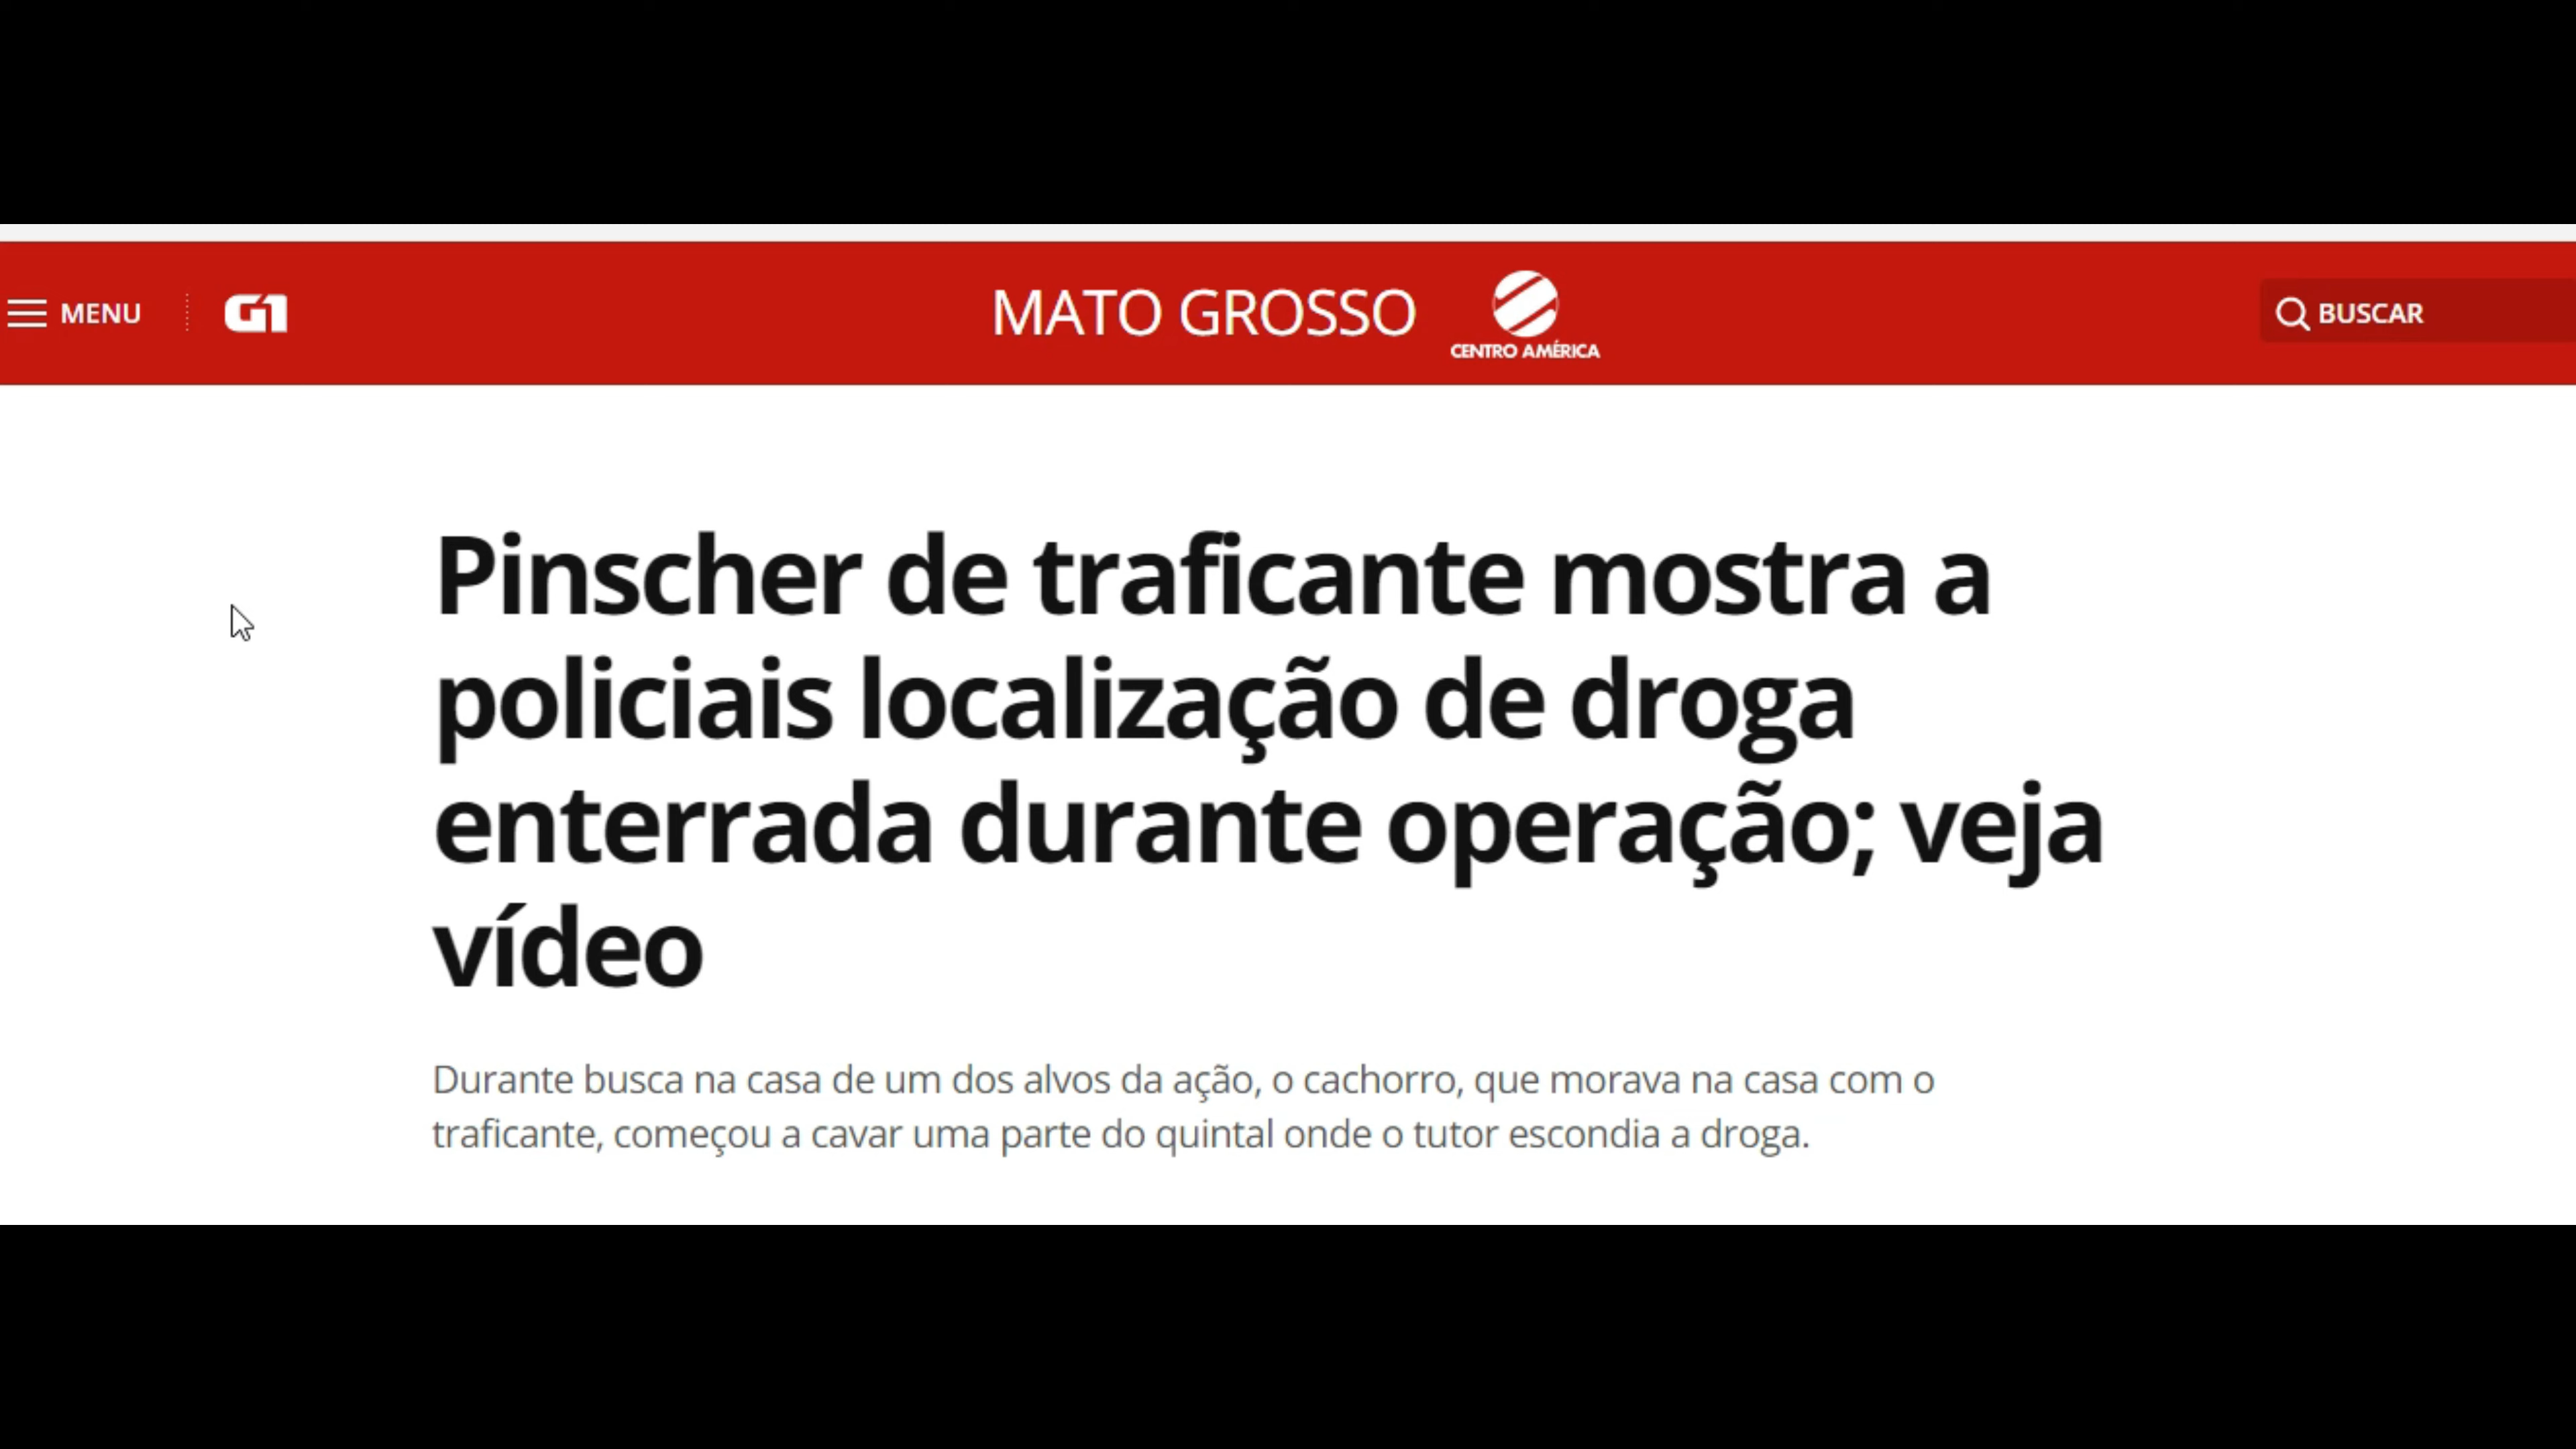 MENU
G1
MATO GROSSO
CENTRO AMÉRICA
BUSCAR
Pinscher de traficante mostra a
policiais localização de droga
enterrada durante operação; veja
vídeo
Durante busca na casa de um dos alvos da ação, o cachorro, que morava na casa com o
traficante, começou a cavar uma parte do quintal onde o tutor escondia a droga.